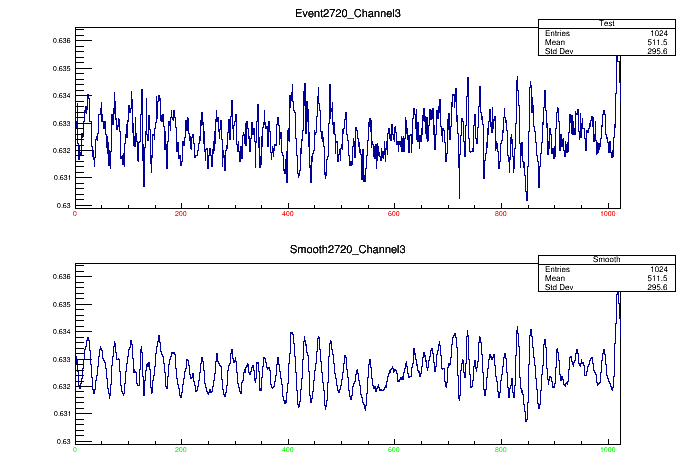 Event2720_Channel3
Test
Entries 1024
Mean 511.5
Std Dev 295.6
0.636
0.635
0.634
0.633
0.632
0.631
0.63
0 200 400 600 800 1000
Smooth2720_Channel3
Smooth
Entries 1024
Mean 511.5
Std Dev 295.6
0.636
0.635
0.634
0.633
0.632
0.631
0.63
0 200 400 600 800 1000